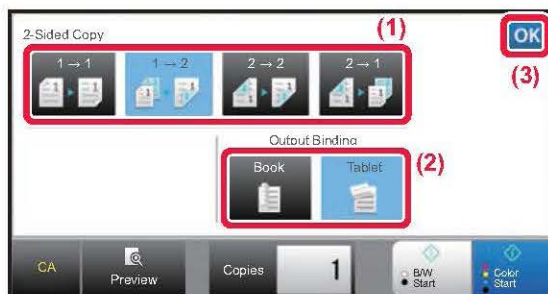 2-Sided Copy
(1)
OK
(3)
1 → 1
1 → 2
2 → 2
2 → 1
Output Binding
Book
Tablet
(2)
CA
Preview
Copies
1
B/W
Start
Color
Start